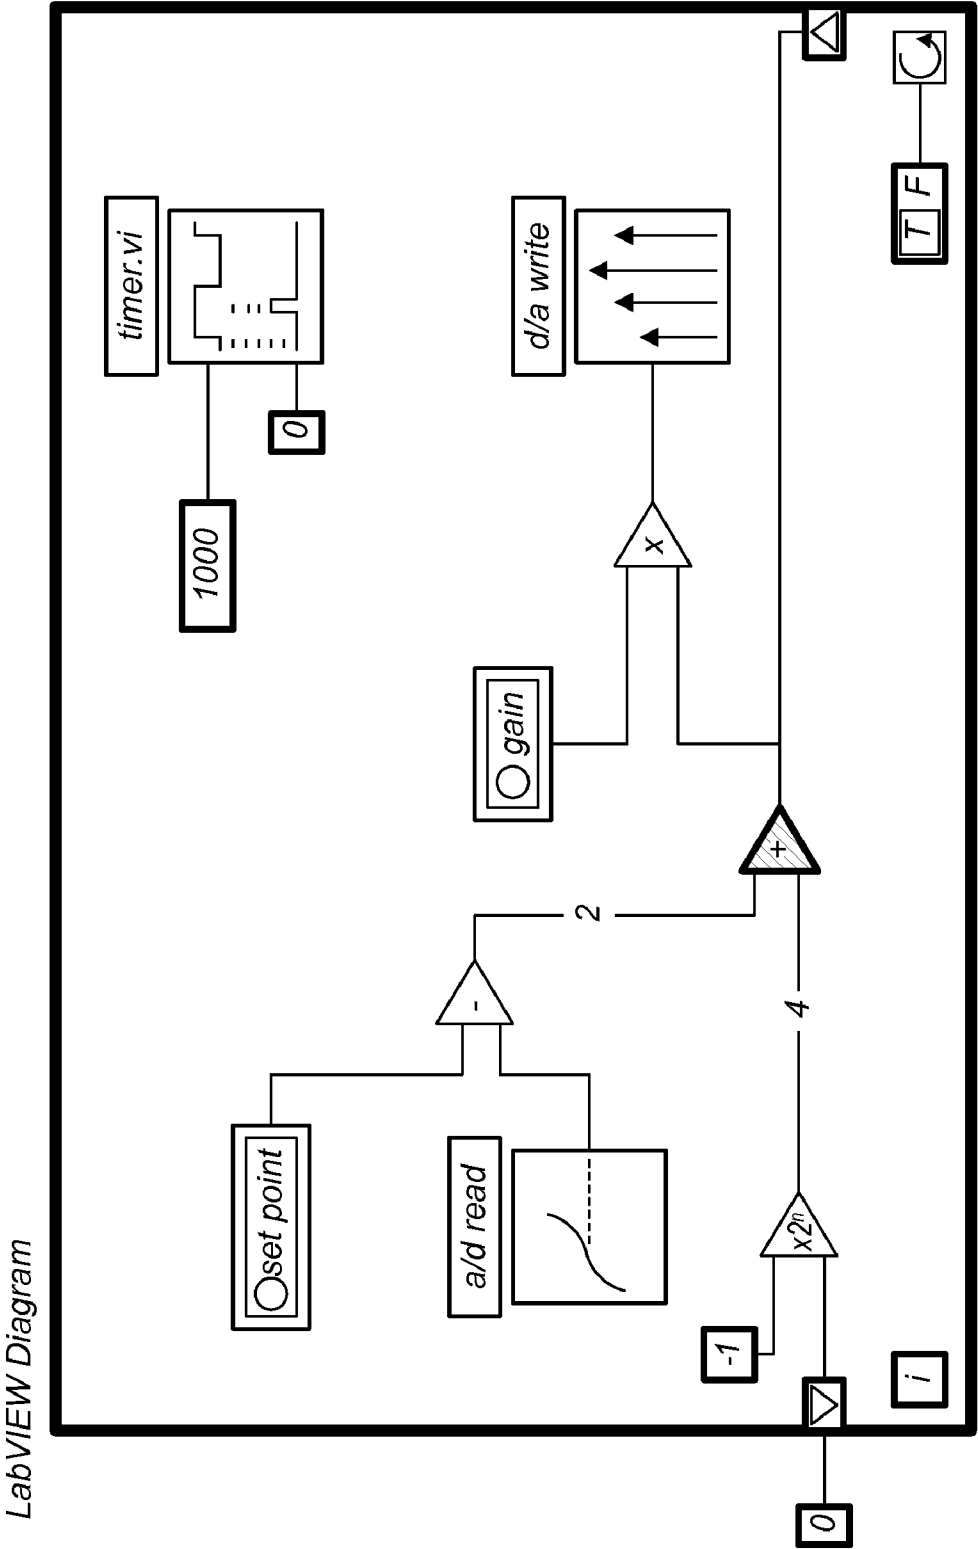 LabVIEW Diagram
timer.vi
1000
0
set point
gain
d/a write
x
a/d read
-
2
-1
+
x2ⁿ
4
0
i
T F